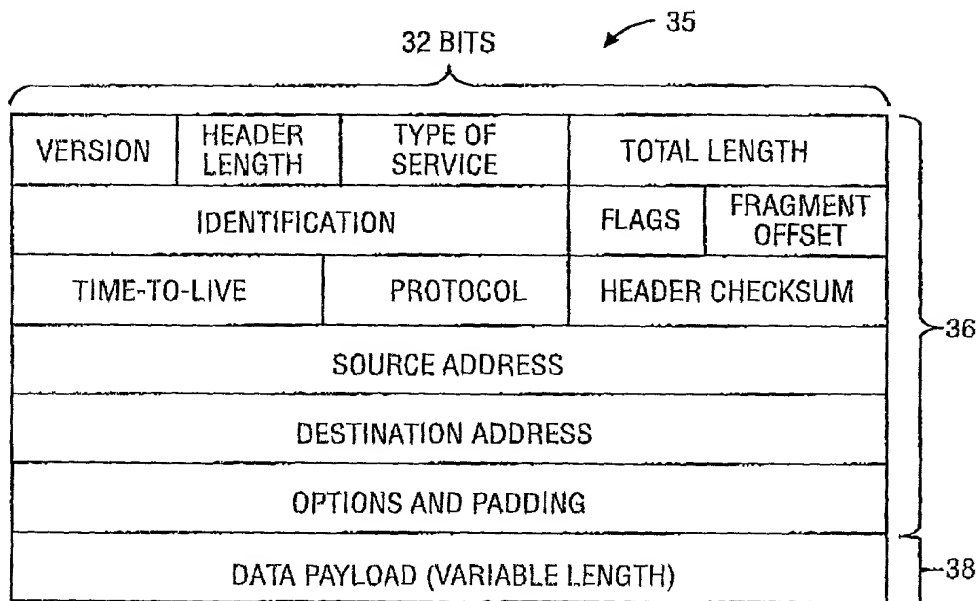 35
32 BITS
VERSION
HEADER
LENGTH
TYPE OF
SERVICE
TOTAL LENGTH
IDENTIFICATION
FLAGS
FRAGMENT
OFFSET
TIME-TO-LIVE
PROTOCOL
HEADER CHECKSUM
36
SOURCE ADDRESS
DESTINATION ADDRESS
OPTIONS AND PADDING
DATA PAYLOAD (VARIABLE LENGTH)
38